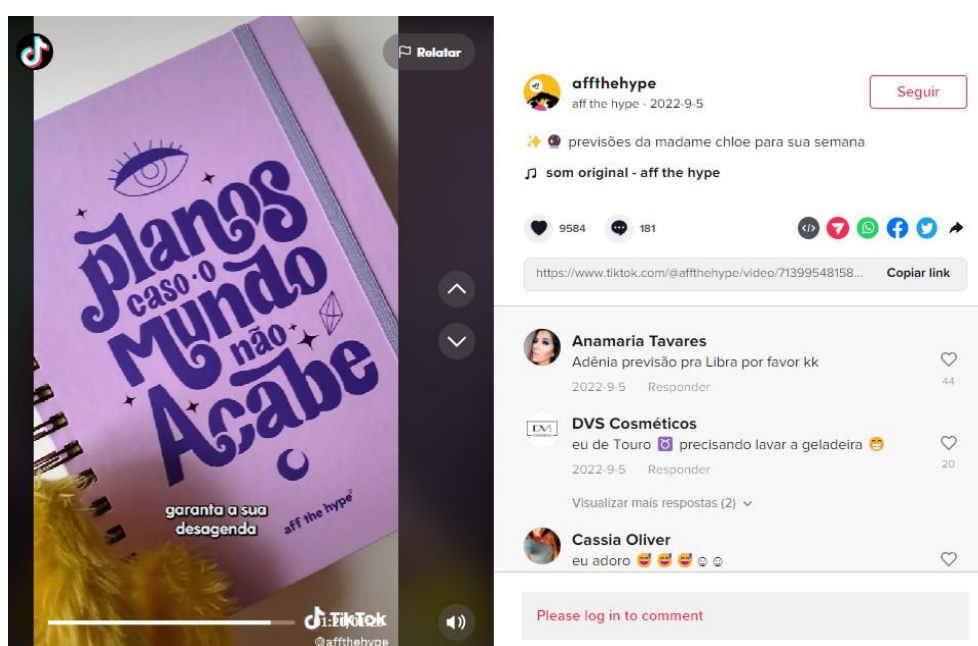 Relatar
planos
caso·o
Mundo
não
Acabe
aff the hype®
garanta a sua
desagenda
TikTok
@affthehype
affthehype
aff the hype · 2022-9-5
Seguir
✨ 🔮 previsões da madame chloe para sua semana
♫ som original - aff the hype
9584
181
https://www.tiktok.com/@affthehype/video/71399548158...
Copiar link
Anamaria Tavares
Adênia previsão pra Libra por favor kk
2022-9-5 Responder
44
DVS
DVS Cosméticos
eu de Touro ♉ precisando lavar a geladeira 😁
2022-9-5 Responder
20
Visualizar mais respostas (2)
Cassia Oliver
eu adoro 😅 😅 😅 ☺ ☺
Please log in to comment